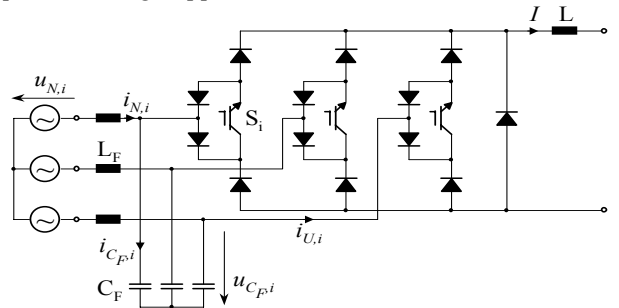 I L
u_{N,i}
i_{N,i}
S_i
L_F
i_{U,i}
i_{C_F,i}
u_{C_F,i}
C_F